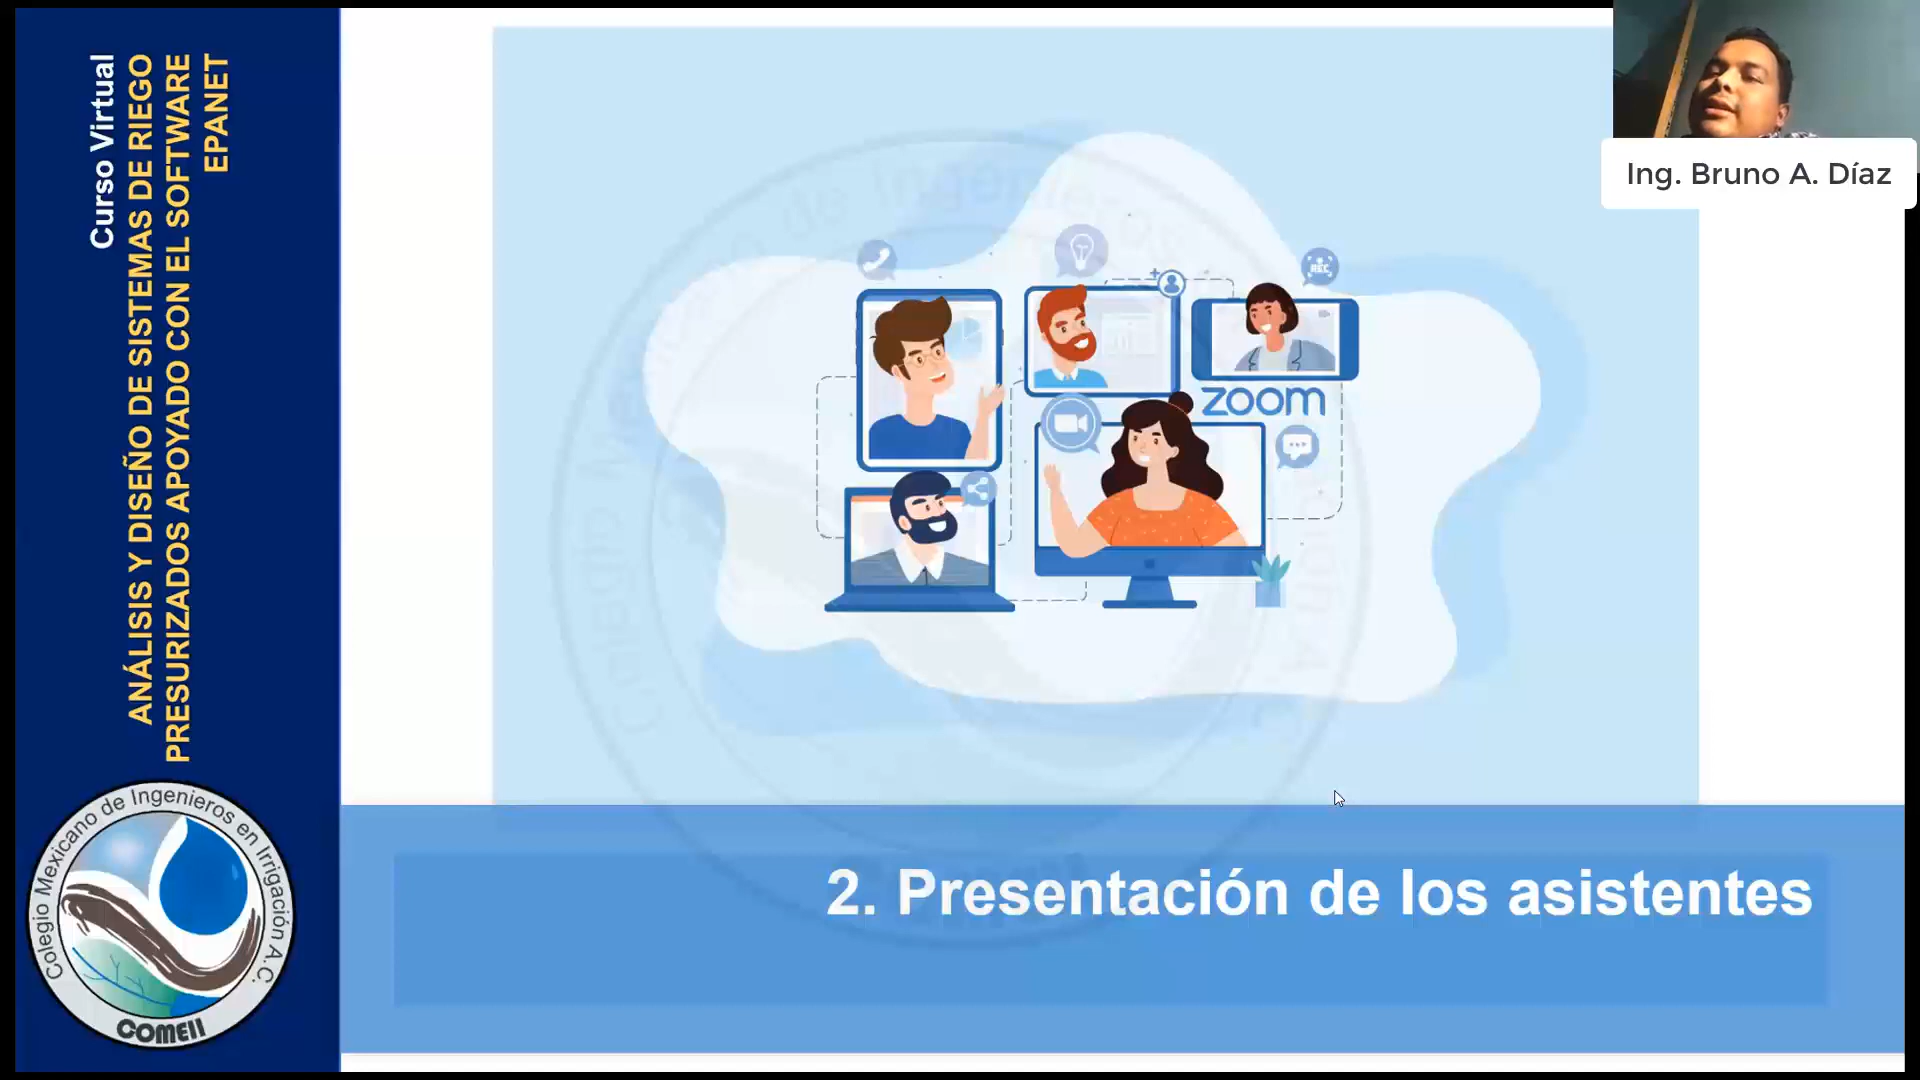 Curso Virtual
ANÁLISIS Y DISEÑO DE SISTEMAS DE RIEGO
PRESURIZADOS APOYADO CON EL SOFTWARE
EPANET
Colegio Mexicano de Ingenieros en Irrigación A.C.
COMEII
Ing. Bruno A. Díaz
REC
zoom
2. Presentación de los asistentes